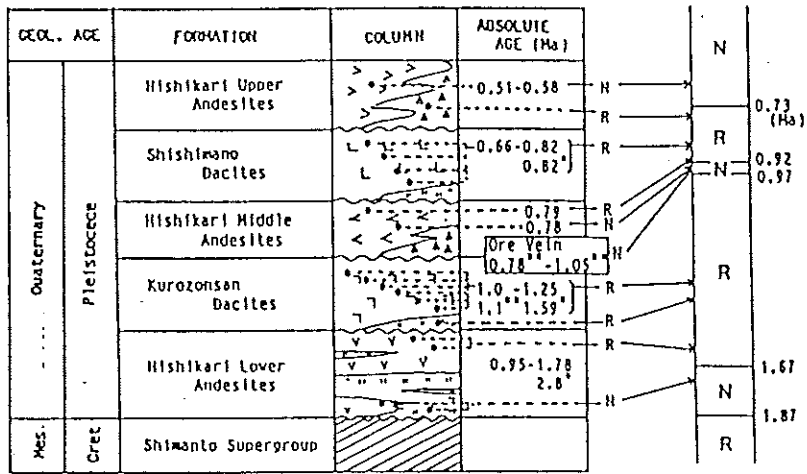 GEOL. AGE FORMATION COLUMN ABSOLUTE AGE (Ma)
Quaternary
Pleistocece
Hishikari Upper
Andesites
0.51-0.58 N
R
Shishimano
Dacites
0.66-0.82 R
0.82*
Hishikari Middle
Andesites
0.79 R
0.78 N
Ore Vein
0.78** -1.05** N
Kurozonsan
Dacites
1.0 -1.25 R
1.1** 1.59*
R
Hishikari Lower
Andesites
R
0.95-1.78
2.8*
N
Mes.
Cret
Shimanto Supergroup
N
0.73
(Ma)
R
0.92
N
0.97
R
1.67
N
1.87
R